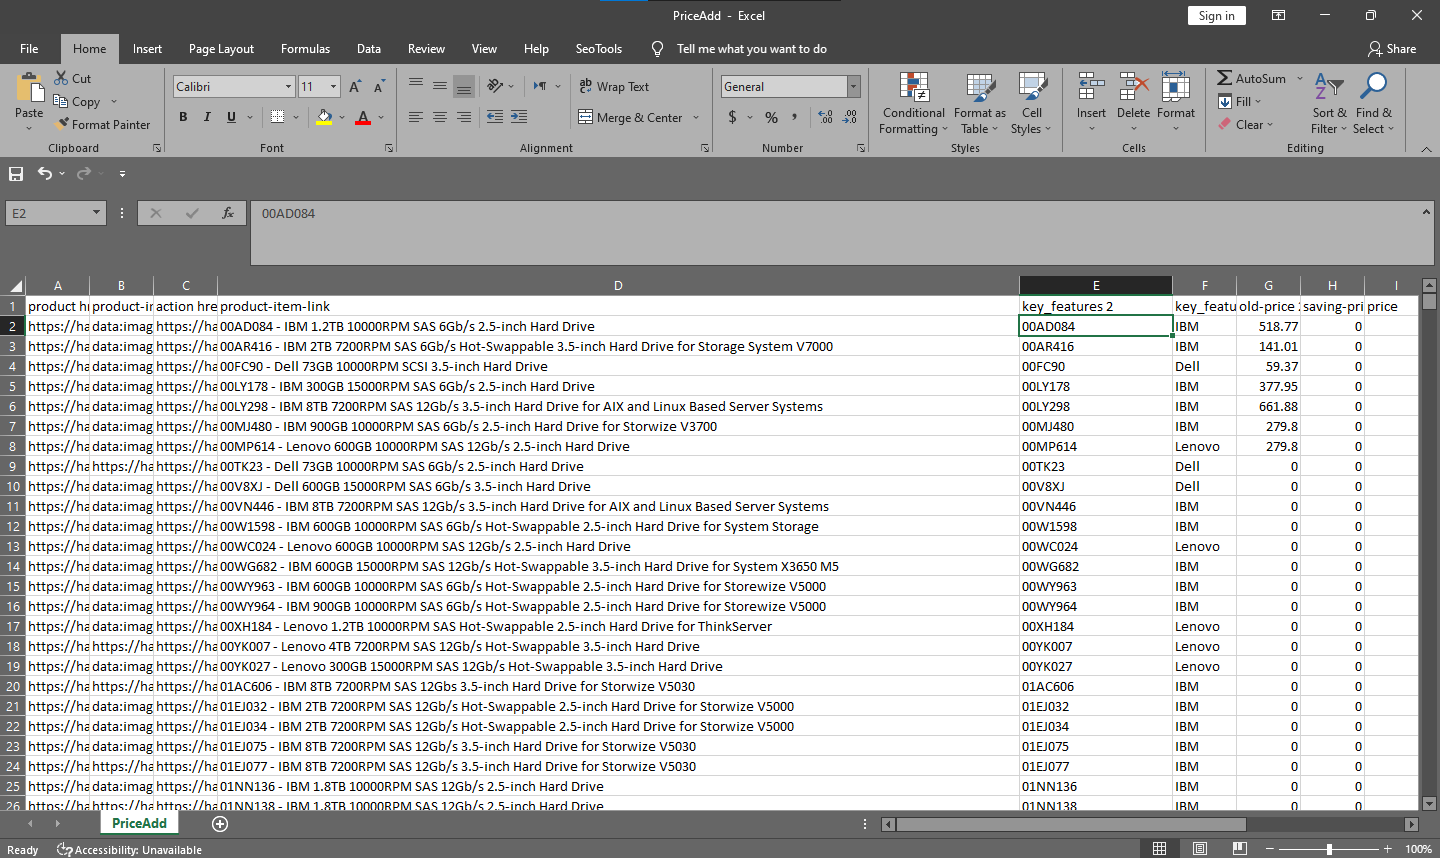 PriceAdd - Excel
Sign in
File Home Insert Page Layout Formulas Data Review View Help SeoTools Tell me what you want to do Share
Paste
Cut
Copy
Format Painter
Clipboard
Calibri 11 A A
B I U A
Font
Wrap Text
Merge & Center
Alignment
General
$ % ,
Number
Conditional Formatting
Format as Table
Cell Styles
Styles
Insert Delete Format
Cells
AutoSum
Fill
Clear
Sort & Filter
Find & Select
Editing
E2 fx 00AD084
A B C D E F G H I
1 product hr product-ir action hre product-item-link key_features 2 key_featu old-price saving-pri price
2 https://ha data:imag https://ha 00AD084 - IBM 1.2TB 10000RPM SAS 6Gb/s 2.5-inch Hard Drive 00AD084 IBM 518.77 0
3 https://ha data:imag https://ha 00AR416 - IBM 2TB 7200RPM SAS 6Gb/s Hot-Swappable 3.5-inch Hard Drive for Storage System V7000 00AR416 IBM 141.01 0
4 https://ha data:imag https://ha 00FC90 - Dell 73GB 10000RPM SCSI 3.5-inch Hard Drive 00FC90 Dell 59.37 0
5 https://ha data:imag https://ha 00LY178 - IBM 300GB 15000RPM SAS 6Gb/s 2.5-inch Hard Drive 00LY178 IBM 377.95 0
6 https://ha data:imag https://ha 00LY298 - IBM 8TB 7200RPM SAS 12Gb/s 3.5-inch Hard Drive for AIX and Linux Based Server Systems 00LY298 IBM 661.88 0
7 https://ha data:imag https://ha 00MJ480 - IBM 900GB 10000RPM SAS 6Gb/s 2.5-inch Hard Drive for Storwize V3700 00MJ480 IBM 279.8 0
8 https://ha data:imag https://ha 00MP614 - Lenovo 600GB 10000RPM SAS 12Gb/s 2.5-inch Hard Drive 00MP614 Lenovo 279.8 0
9 https://ha https://ha https://ha 00TK23 - Dell 73GB 10000RPM SAS 6Gb/s 2.5-inch Hard Drive 00TK23 Dell 0 0
10 https://ha data:imag https://ha 00V8XJ - Dell 600GB 15000RPM SAS 6Gb/s 3.5-inch Hard Drive 00V8XJ Dell 0 0
11 https://ha data:imag https://ha 00VN446 - IBM 8TB 7200RPM SAS 12Gb/s 3.5-inch Hard Drive for AIX and Linux Based Server Systems 00VN446 IBM 0 0
12 https://ha data:imag https://ha 00W1598 - IBM 600GB 10000RPM SAS 6Gb/s Hot-Swappable 2.5-inch Hard Drive for System Storage 00W1598 IBM 0 0
13 https://ha data:imag https://ha 00WC024 - Lenovo 600GB 10000RPM SAS 12Gb/s 2.5-inch Hard Drive 00WC024 Lenovo 0 0
14 https://ha data:imag https://ha 00WG682 - IBM 600GB 15000RPM SAS 12Gb/s Hot-Swappable 3.5-inch Hard Drive for System X3650 M5 00WG682 IBM 0 0
15 https://ha data:imag https://ha 00WY963 - IBM 600GB 10000RPM SAS 6Gb/s Hot-Swappable 2.5-inch Hard Drive for Storewize V5000 00WY963 IBM 0 0
16 https://ha data:imag https://ha 00WY964 - IBM 900GB 10000RPM SAS 6Gb/s Hot-Swappable 2.5-inch Hard Drive for Storewize V5000 00WY964 IBM 0 0
17 https://ha data:imag https://ha 00XH184 - Lenovo 1.2TB 10000RPM SAS Hot-Swappable 2.5-inch Hard Drive for ThinkServer 00XH184 Lenovo 0 0
18 https://ha https://ha https://ha 00YK007 - Lenovo 4TB 7200RPM SAS 12Gb/s Hot-Swappable 3.5-inch Hard Drive 00YK007 Lenovo 0 0
19 https://ha data:imag https://ha 00YK027 - Lenovo 300GB 15000RPM SAS 12Gb/s Hot-Swappable 3.5-inch Hard Drive 00YK027 Lenovo 0 0
20 https://ha https://ha https://ha 01AC606 - IBM 8TB 7200RPM SAS 12Gbs 3.5-inch Hard Drive for Storwize V5030 01AC606 IBM 0 0
21 https://ha data:imag https://ha 01EJ032 - IBM 2TB 7200RPM SAS 12Gb/s Hot-Swappable 2.5-inch Hard Drive for Storwize V5000 01EJ032 IBM 0 0
22 https://ha data:imag https://ha 01EJ034 - IBM 2TB 7200RPM SAS 12Gb/s Hot-Swappable 2.5-inch Hard Drive for Storwize V5000 01EJ034 IBM 0 0
23 https://ha data:imag https://ha 01EJ075 - IBM 8TB 7200RPM SAS 12Gb/s 3.5-inch Hard Drive for Storwize V5030 01EJ075 IBM 0 0
24 https://ha https://ha https://ha 01EJ077 - IBM 8TB 7200RPM SAS 12Gb/s 3.5-inch Hard Drive for Storwize V5030 01EJ077 IBM 0 0
25 https://ha data:imag https://ha 01NN136 - IBM 1.8TB 10000RPM SAS 12Gb/s 2.5-inch Hard Drive 01NN136 IBM 0 0
26 https://ha https://ha https://ha 01NN138 - IBM 1.8TB 10000RPM SAS 12Gb/s 2.5-inch Hard Drive 01NN138 IBM 0 0
PriceAdd
Ready Accessibility: Unavailable 100%